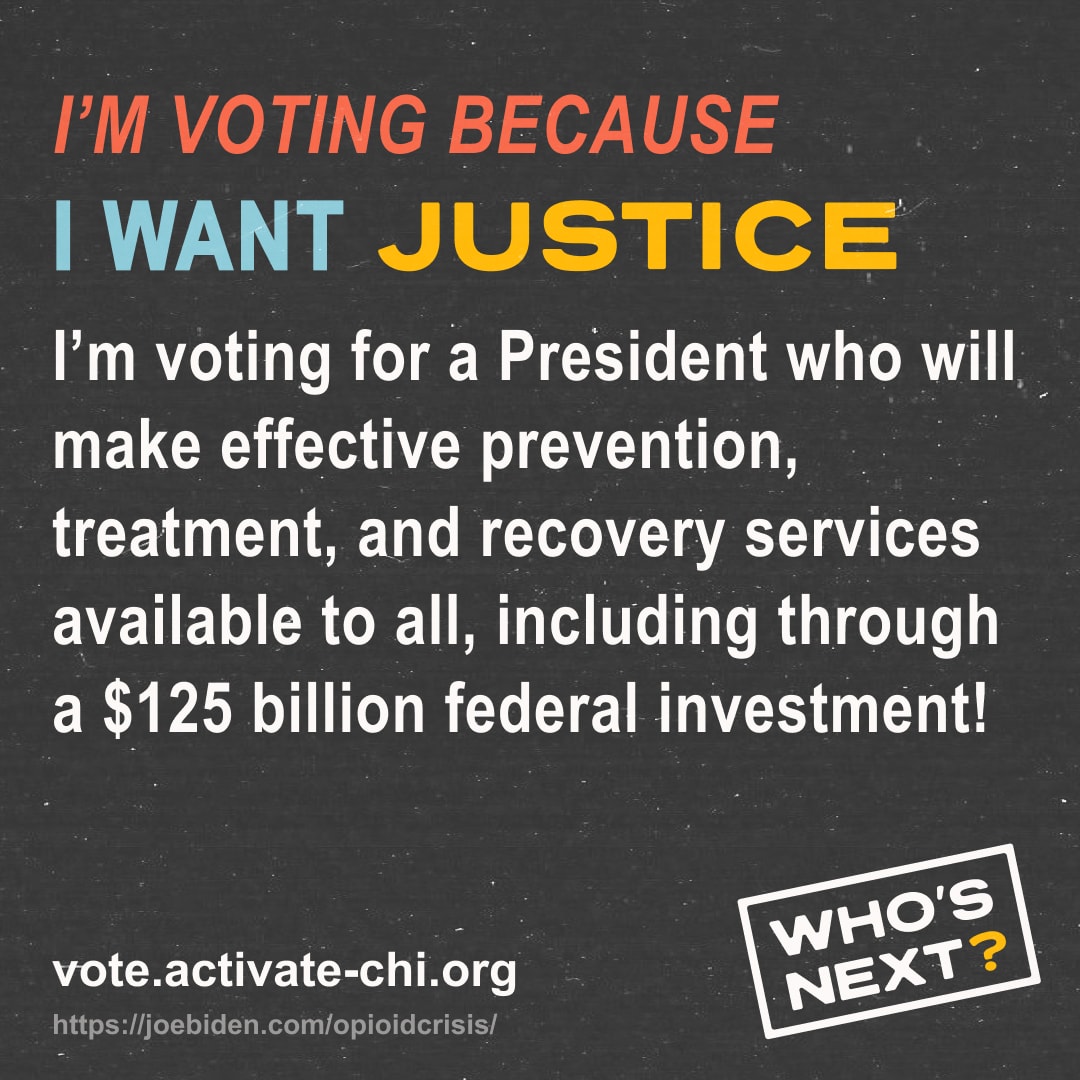 I’M VOTING BECAUSE
I WANT JUSTICE
I’m voting for a President who will
make effective prevention,
treatment, and recovery services
available to all, including through
a $125 billion federal investment!
WHO’S
NEXT?
vote.activate-chi.org
https://joebiden.com/opioidcrisis/